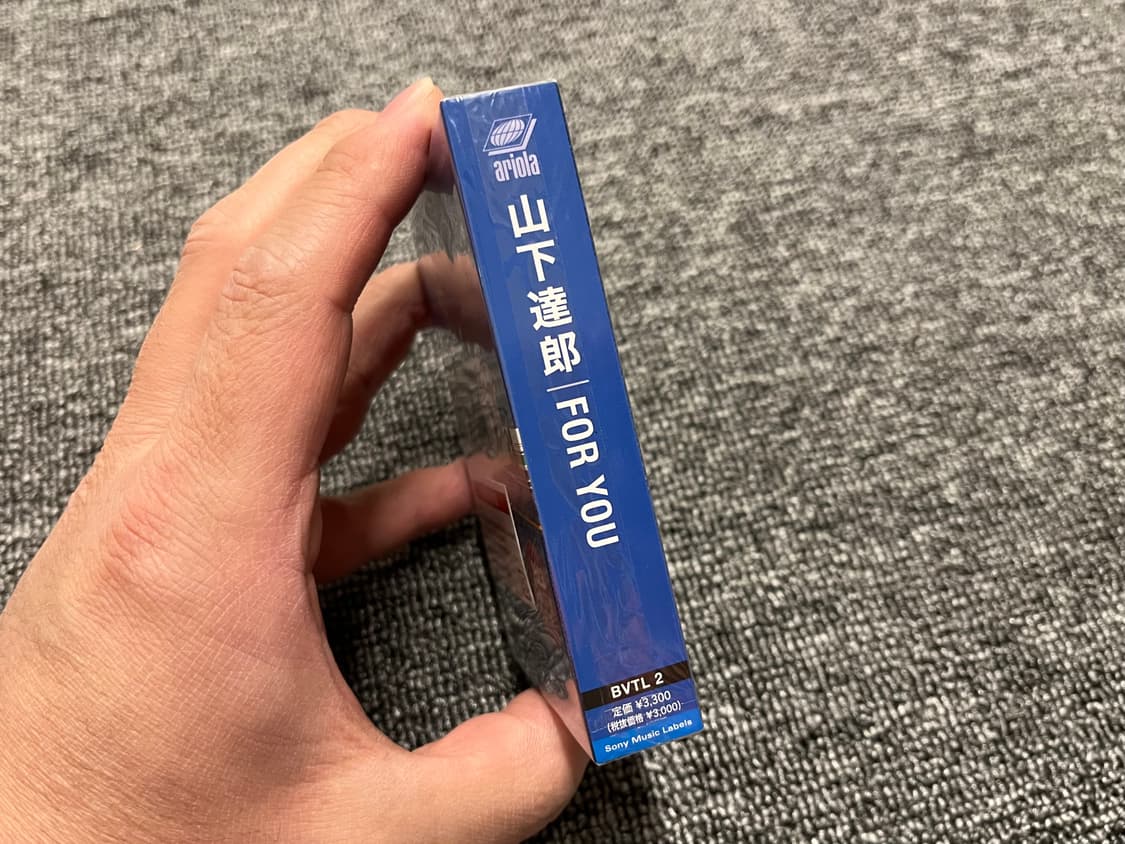 ariola
山下達郎 | FOR YOU
BVTL 2
定価 ¥3,300
(税抜価格 ¥3,000)
Sony Music Labels